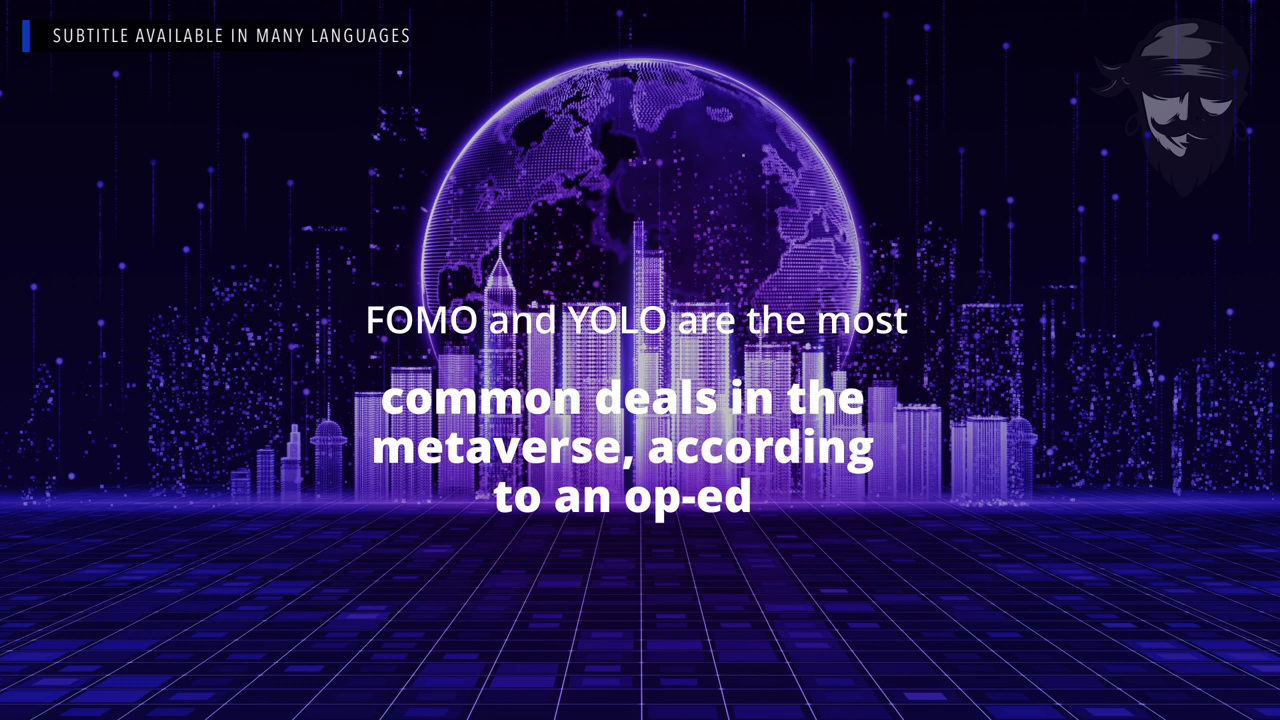 SUBTITLE AVAILABLE IN MANY LANGUAGES
FOMO and YOLO are the most
common deals in the
metaverse, according
to an op-ed